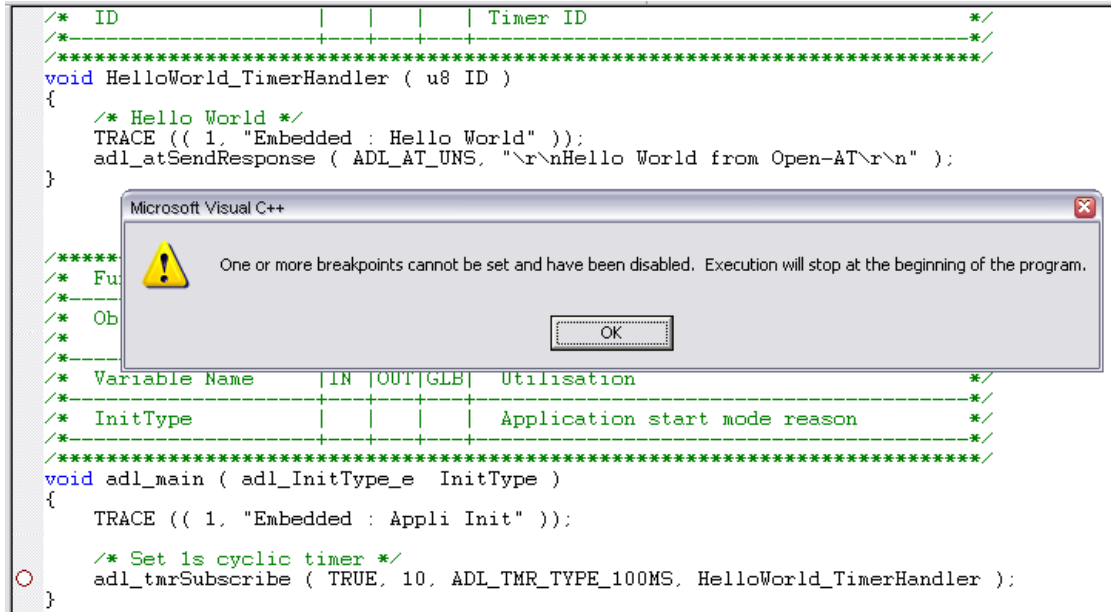 /* ID | | | | Timer ID */
/*--------------------+---+---+---+-------------------------------------------*/
/*****************************************************************************/
void HelloWorld_TimerHandler ( u8 ID )
{
/* Hello World */
TRACE (( 1, "Embedded : Hello World" ));
adl_atSendResponse ( ADL_AT_UNS, "\r\nHello World from Open-AT\r\n" );
}
Microsoft Visual C++
One or more breakpoints cannot be set and have been disabled. Execution will stop at the beginning of the program.
OK
/******
/* Fu
/*----
/* Ob
/*
/*----
/* Variable Name |IN |OUT|GLB| Utilisation */
/*--------------------+---+---+---+-------------------------------------------*/
/* InitType | | | | Application start mode reason */
/*--------------------+---+---+---+-------------------------------------------*/
/*****************************************************************************/
void adl_main ( adl_InitType_e InitType )
{
TRACE (( 1, "Embedded : Appli Init" ));
/* Set 1s cyclic timer */
adl_tmrSubscribe ( TRUE, 10, ADL_TMR_TYPE_100MS, HelloWorld_TimerHandler );
}